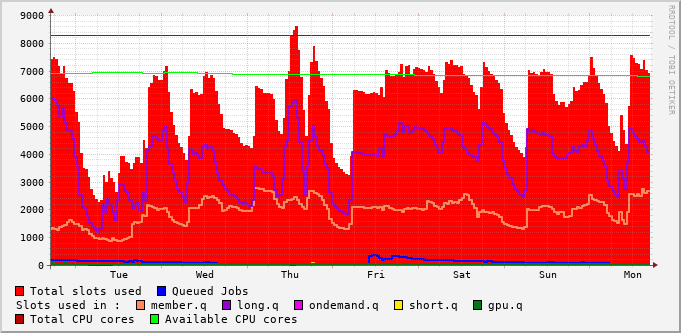 RRDTOOL / TOBI OETIKER
9000
8000
7000
6000
5000
4000
3000
2000
1000
0
Tue Wed Thu Fri Sat Sun Mon
Total slots used Queued Jobs
Slots used in : member.q long.q ondemand.q short.q gpu.q
Total CPU cores Available CPU cores